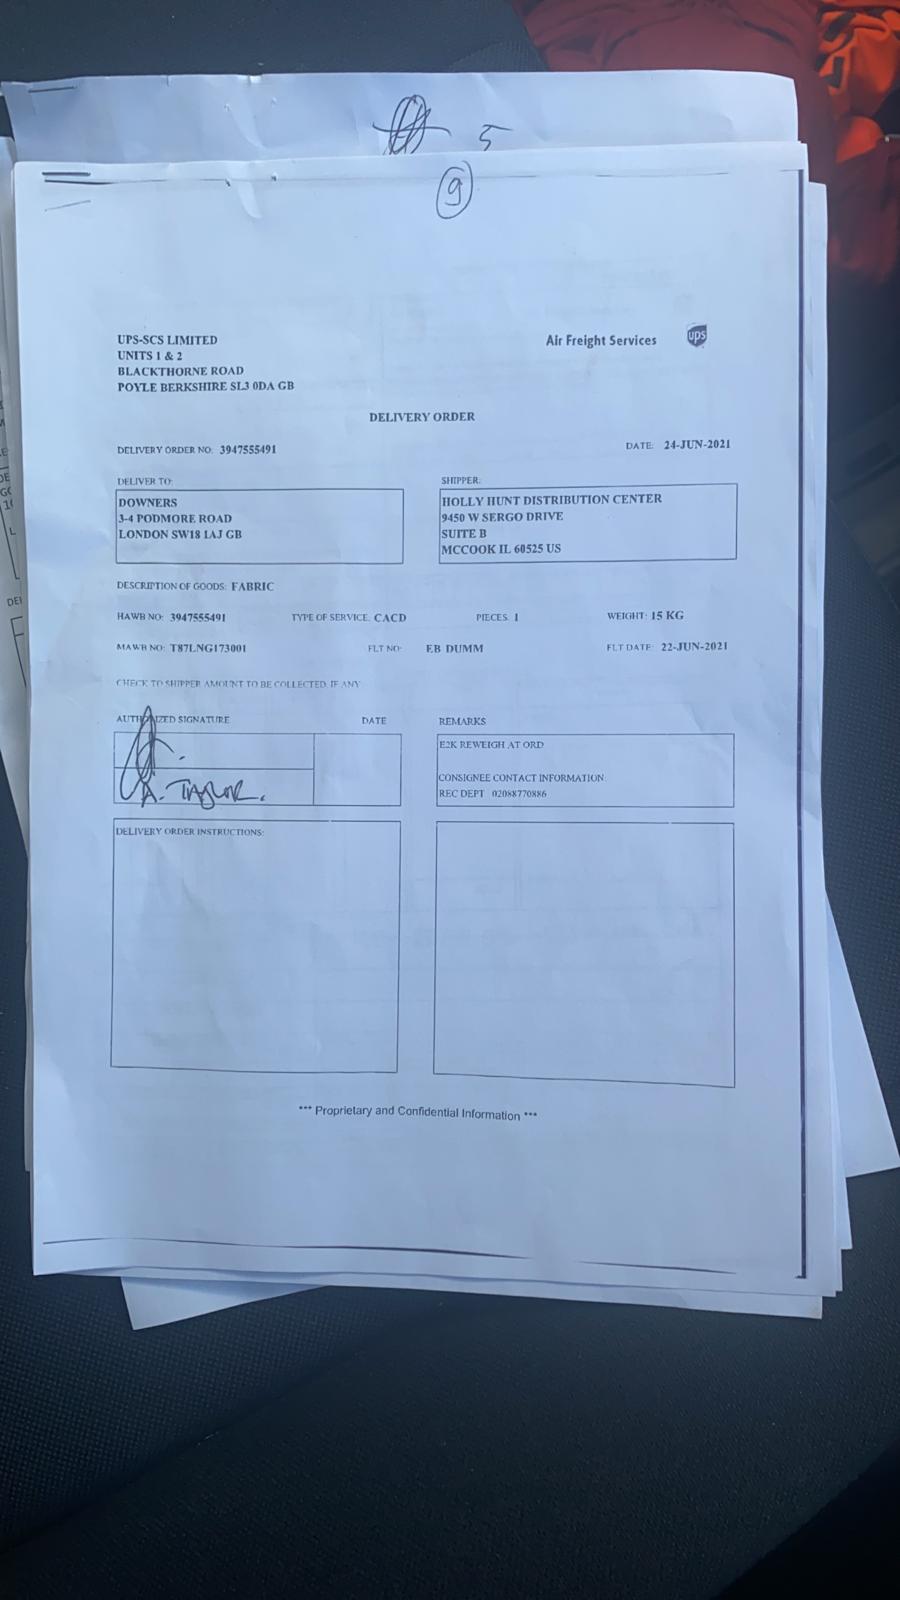 5
9
UPS-SCS LIMITED
UNITS 1 & 2
BLACKTHORNE ROAD
POYLE BERKSHIRE SL3 0DA GB
Air Freight Services
ups
DELIVERY ORDER
DELIVERY ORDER NO: 3947555491
DATE: 24-JUN-2021
DELIVER TO:
DOWNERS
3-4 PODMORE ROAD
LONDON SW18 1AJ GB
SHIPPER:
HOLLY HUNT DISTRIBUTION CENTER
9450 W SERGO DRIVE
SUITE B
MCCOOK IL 60525 US
DESCRIPTION OF GOODS: FABRIC
HAWB NO: 3947555491 TYPE OF SERVICE: CACD PIECES: 1 WEIGHT: 15 KG
MAWB NO: T87LNG173001 FLT NO: EB DUMM FLT DATE: 22-JUN-2021
CHECK TO SHIPPER AMOUNT TO BE COLLECTED IF ANY
AUTHORIZED SIGNATURE DATE
A. TAYLOR.
REMARKS
E2K REWEIGH AT ORD
CONSIGNEE CONTACT INFORMATION
REC DEPT 02088770886
DELIVERY ORDER INSTRUCTIONS:
*** Proprietary and Confidential Information ***